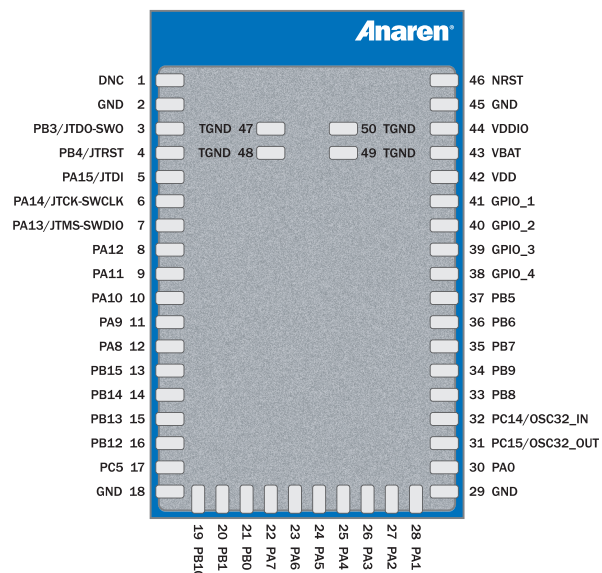 Anaren®
DNC 1
GND 2
PB3/JTDO-SWO 3
PB4/JTRST 4
PA15/JTDI 5
PA14/JTCK-SWCLK 6
PA13/JTMS-SWDIO 7
PA12 8
PA11 9
PA10 10
PA9 11
PA8 12
PB15 13
PB14 14
PB13 15
PB12 16
PC5 17
GND 18
TGND 47
TGND 48
50 TGND
49 TGND
46 NRST
45 GND
44 VDDIO
43 VBAT
42 VDD
41 GPIO_1
40 GPIO_2
39 GPIO_3
38 GPIO_4
37 PB5
36 PB6
35 PB7
34 PB9
33 PB8
32 PC14/OSC32_IN
31 PC15/OSC32_OUT
30 PA0
29 GND
19 PB10
20 PB1
21 PB0
22 PA7
23 PA6
24 PA5
25 PA4
26 PA3
27 PA2
28 PA1